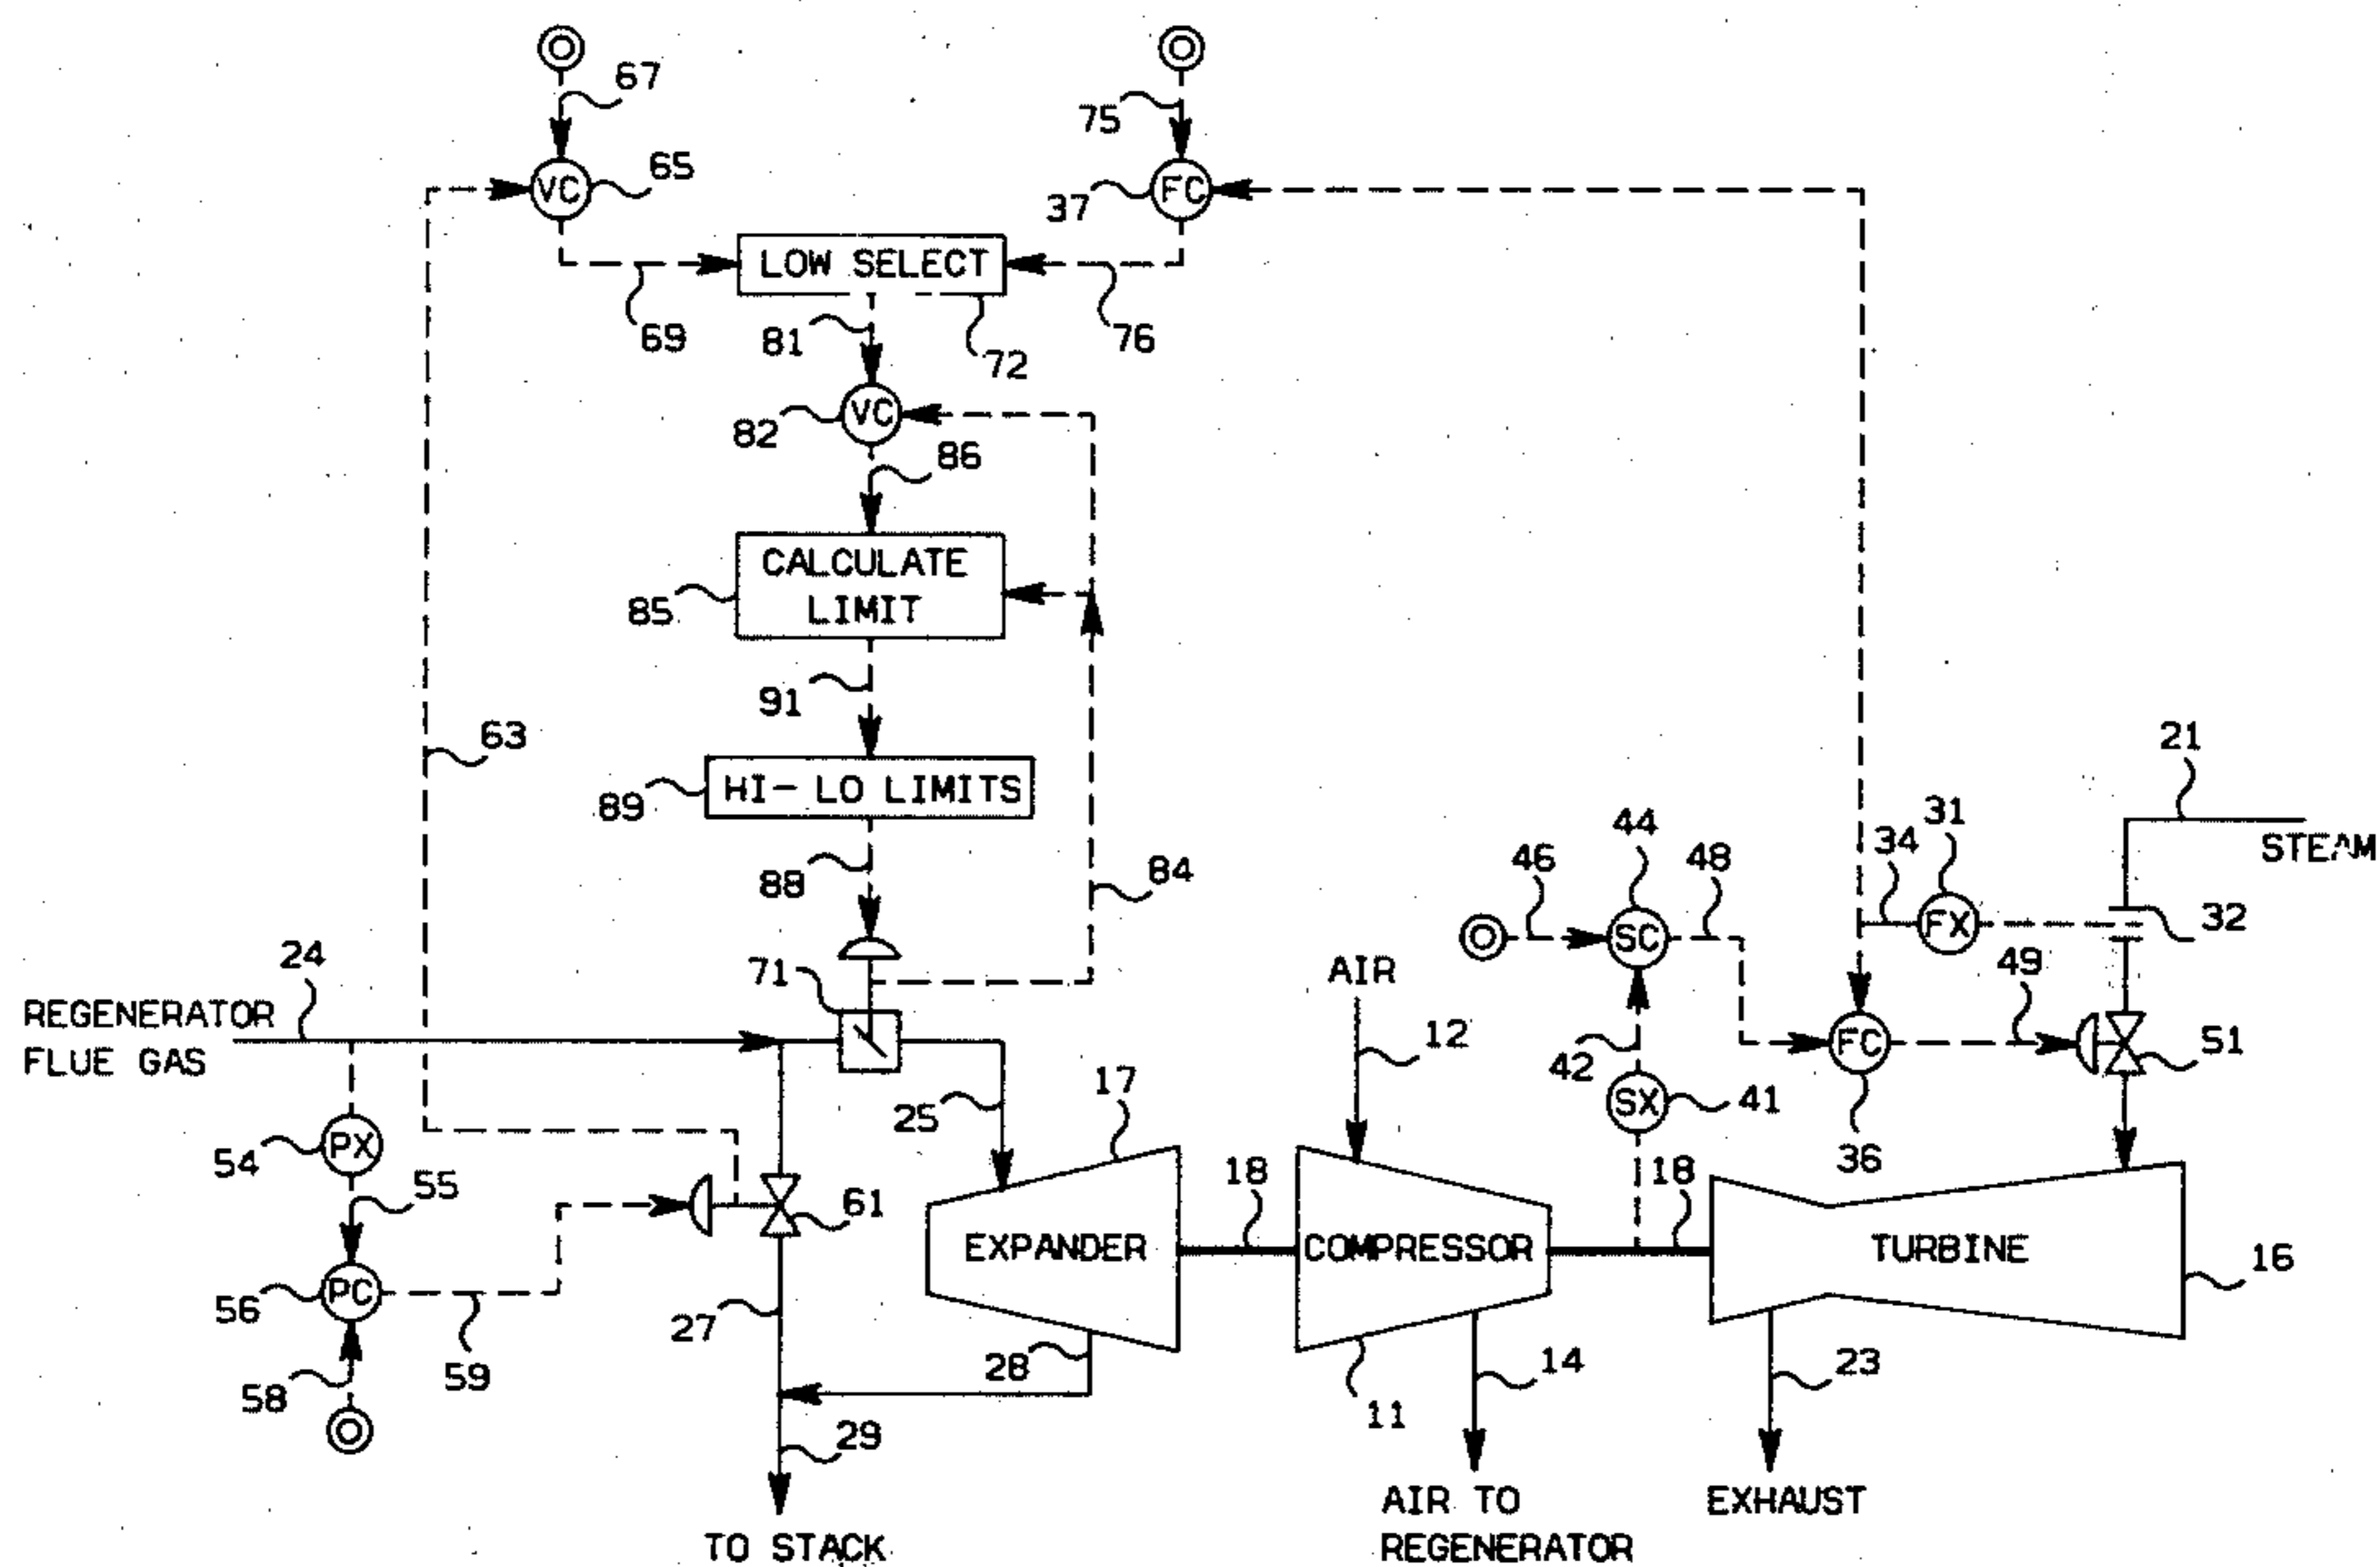 67
75
VC
65
37
FC
LOW SELECT
69
81
72
76
VC
82
86
CALCULATE
LIMIT
85
91
63
HI-LO LIMITS
89
21
STEAM
88
84
46
44
48
34
31
FX
32
SC
24
71
AIR
49
REGENERATOR
FLUE GAS
12
42
FC
51
25
17
SX
41
PX
54
55
36
18
18
61
EXPANDER
COMPRESSOR
TURBINE
16
PC
56
27
58
59
28
14
23
11
29
AIR TO
REGENERATOR
EXHAUST
TO STACK